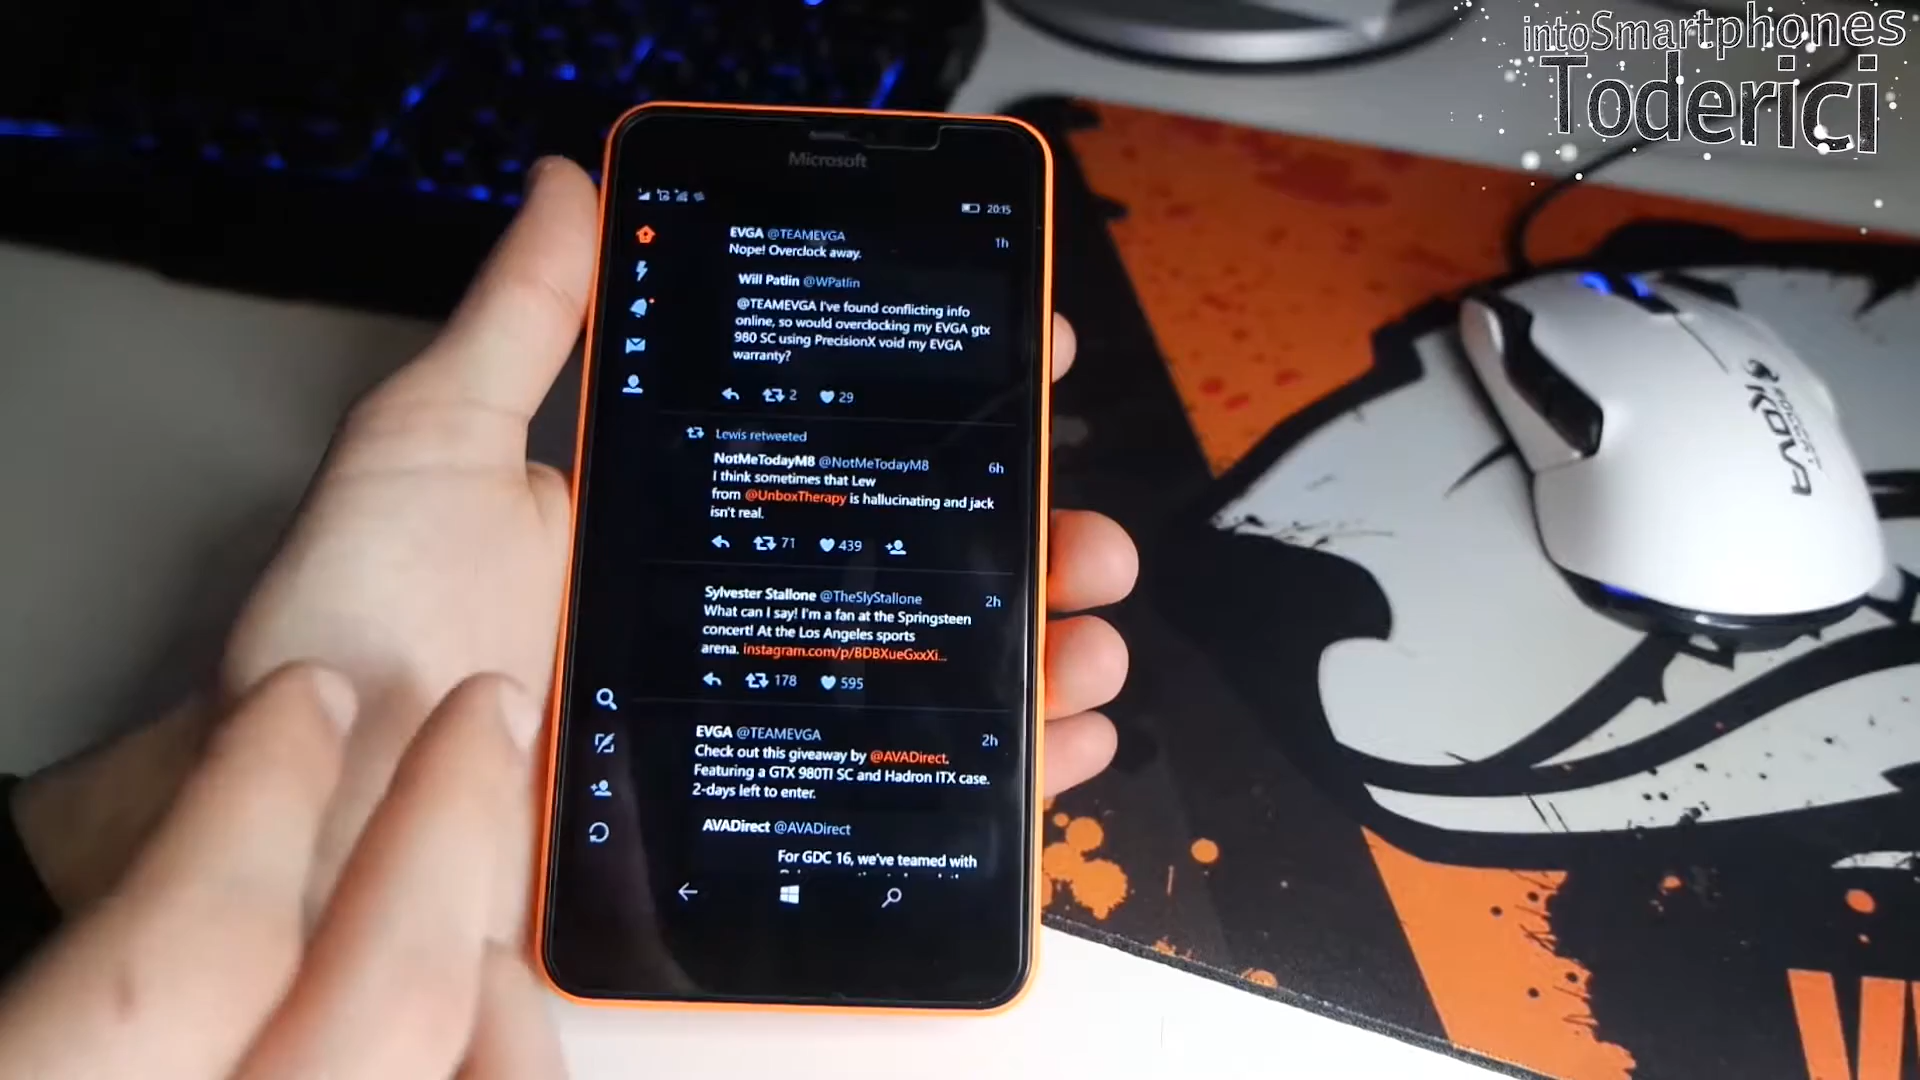 intoSmartphones
Toderici
Microsoft
20:15
EVGA @TEAMEVGA 1h
Nope! Overclock away.
Will Patlin @WPatlin
@TEAMEVGA I've found conflicting info
online, so would overclocking my EVGA gtx
980 SC using PrecisionX void my EVGA
warranty?
2 29
Lewis retweeted
NotMeTodayM8 @NotMeTodayM8 6h
I think sometimes that Lew
from @UnboxTherapy is hallucinating and jack
isn't real.
71 439
Sylvester Stallone @TheSlyStallone 2h
What can I say! I'm a fan at the Springsteen
concert! At the Los Angeles sports
arena. instagram.com/p/BDBXueGxxXi...
178 595
EVGA @TEAMEVGA 2h
Check out this giveaway by @AVADirect.
Featuring a GTX 980TI SC and Hadron ITX case.
2-days left to enter.
AVADirect @AVADirect
For GDC 16, we've teamed with
ROCCAT
KOVA